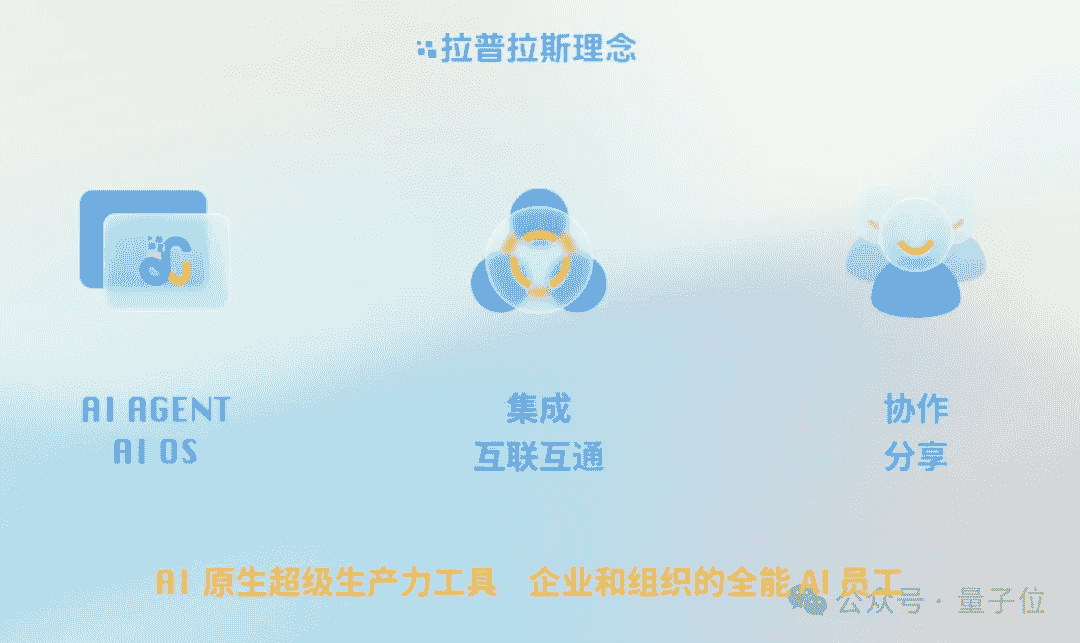 拉普拉斯理念
AI AGENT
AI OS
集成
互联互通
协作
分享
AI 原生超级生产力工具 企业和组织的全能 AI 员工
公众号 · 量子位